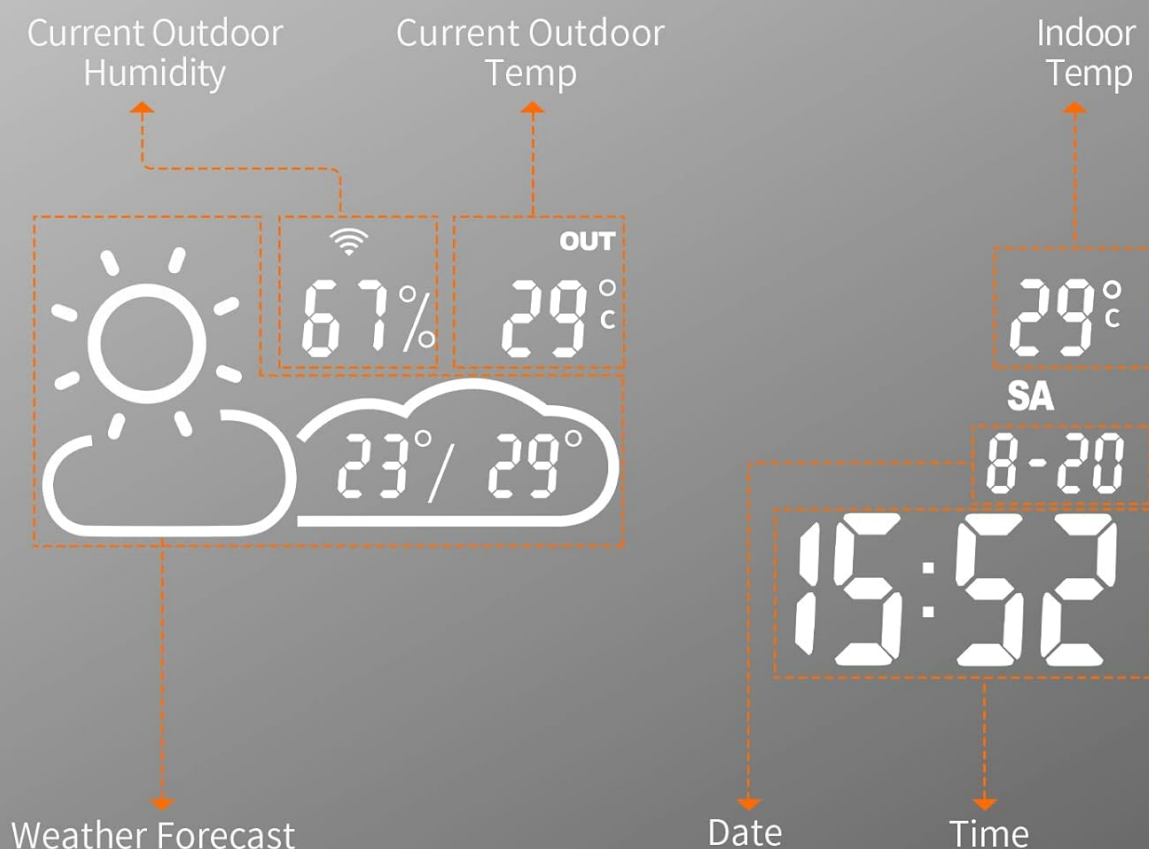 Current Outdoor
Humidity
Current Outdoor
Temp
Indoor
Temp
67%
OUT
29°C
29°C
SA
23°/ 29°
8-20
15:52
Weather Forecast
Date
Time